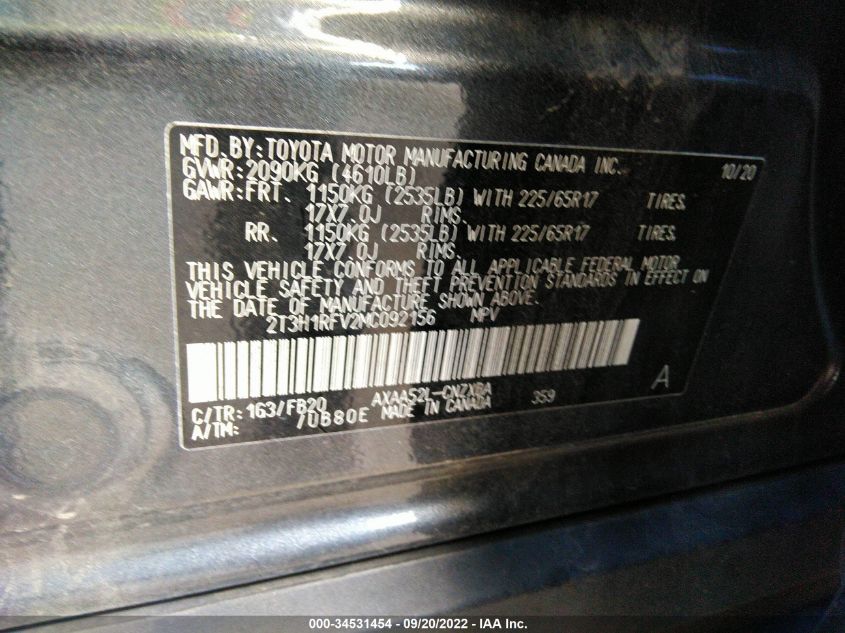 MFD. BY: TOYOTA MOTOR MANUFACTURING CANADA INC. 10/20
GVWR: 2090KG (4610LB)
GAWR: FRT. 1150KG (2535LB) WITH 225/65R17 TIRES.
17X7.0J RIMS.
RR. 1150KG (2535LB) WITH 225/65R17 TIRES.
17X7.0J RIMS.
THIS VEHICLE CONFORMS TO ALL APPLICABLE FEDERAL MOTOR
VEHICLE SAFETY AND THEFT PREVENTION STANDARDS IN EFFECT ON
THE DATE OF MANUFACTURE SHOWN ABOVE.
2T3H1RFV2MC092156 MPV
A
C/TR: 163/FB20 AXAA52L-CNZXBA 359
A/TM: /UB80E MADE IN CANADA
000-34531454 - 09/20/2022 - IAA Inc.